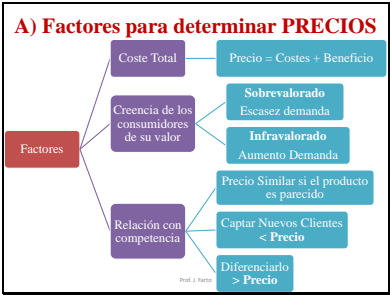 A) Factores para determinar PRECIOS
Coste Total
Precio = Costes + Beneficio
Creencia de los
consumidores
de su valor
Sobrevalorado
Escasez demanda
Infravalorado
Aumento Demanda
Factores
Relación con
competencia
Precio Similar si el producto
es parecido
Captar Nuevos Clientes
< Precio
Diferenciarlo
> Precio
Prof. J. Farto